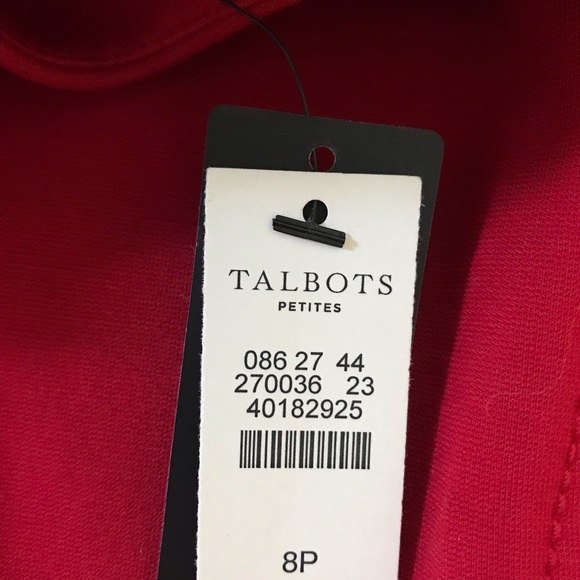 TALBOTS
PETITES
086 27 44
270036 23
40182925
8P